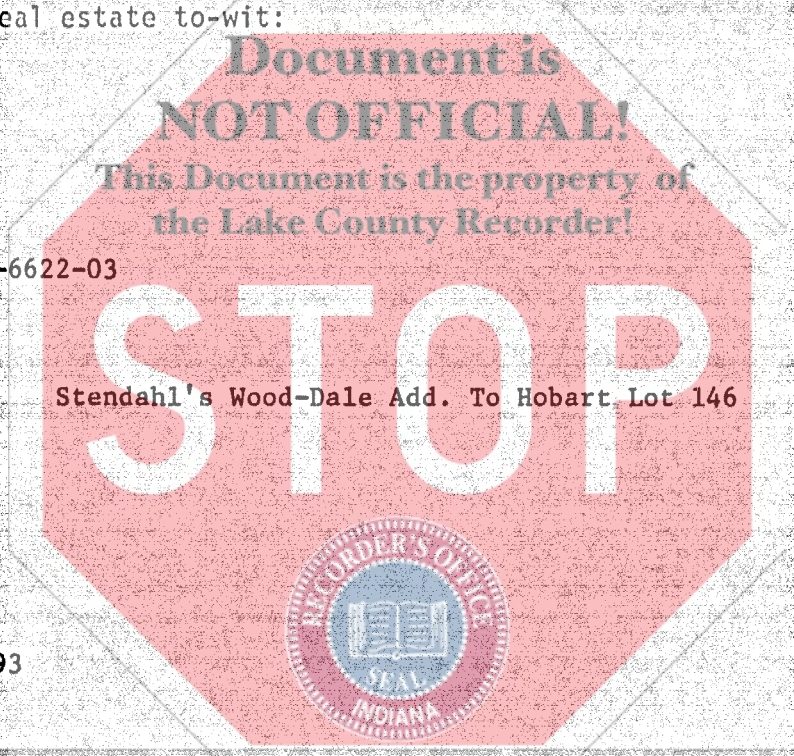 eal estate to-wit:
Document is
NOT OFFICIAL!
This Document is the property of
the Lake County Recorder!
-6622-03
STOP
Stendahl's Wood-Dale Add. To Hobart Lot 146
RECORDER'S OFFICE
SEAL
INDIANA
93